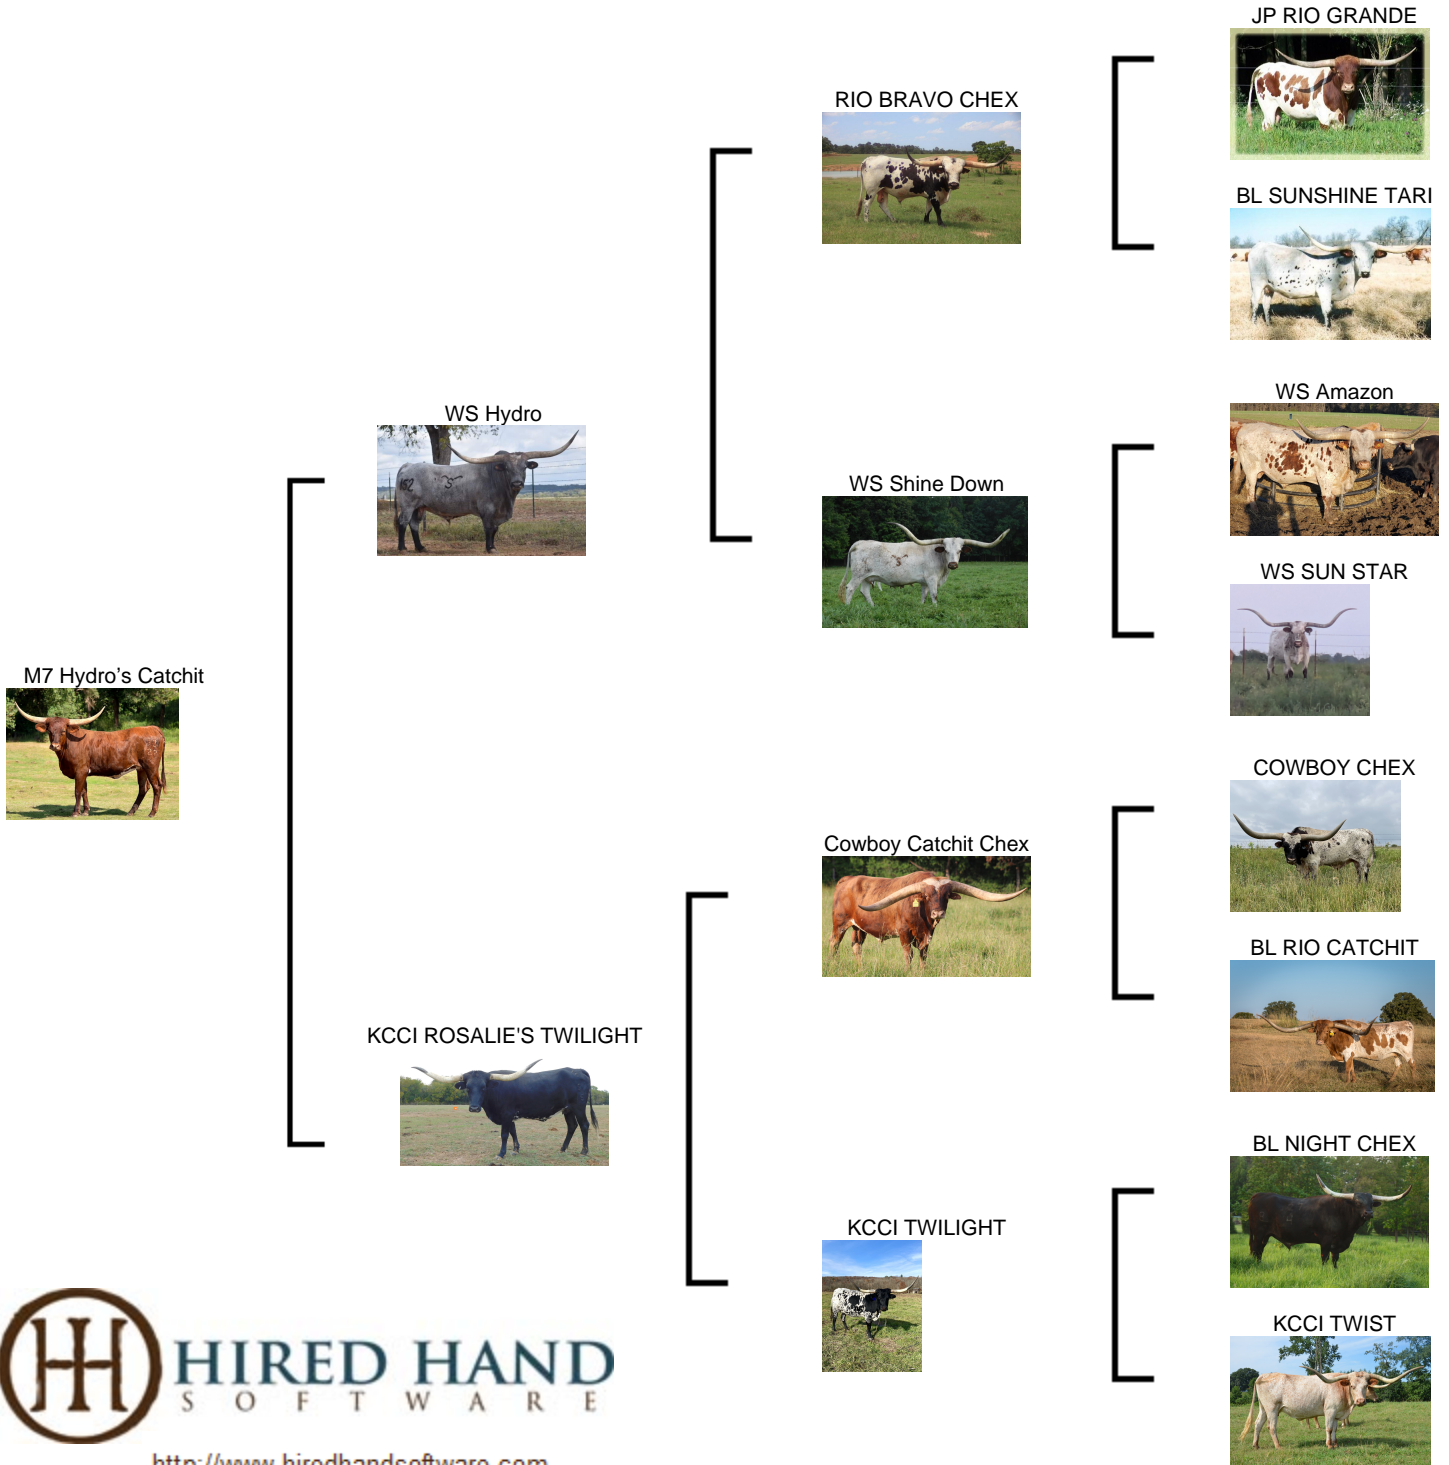 JP RIO GRANDE
RIO BRAVO CHEX
BL SUNSHINE TARI
WS Amazon
WS Hydro
WS Shine Down
WS SUN STAR
M7 Hydro’s Catchit
COWBOY CHEX
Cowboy Catchit Chex
BL RIO CATCHIT
KCCI ROSALIE'S TWILIGHT
BL NIGHT CHEX
KCCI TWILIGHT
KCCI TWIST
HIRED HAND
SOFTWARE
http://www.hiredhandsoftware.com